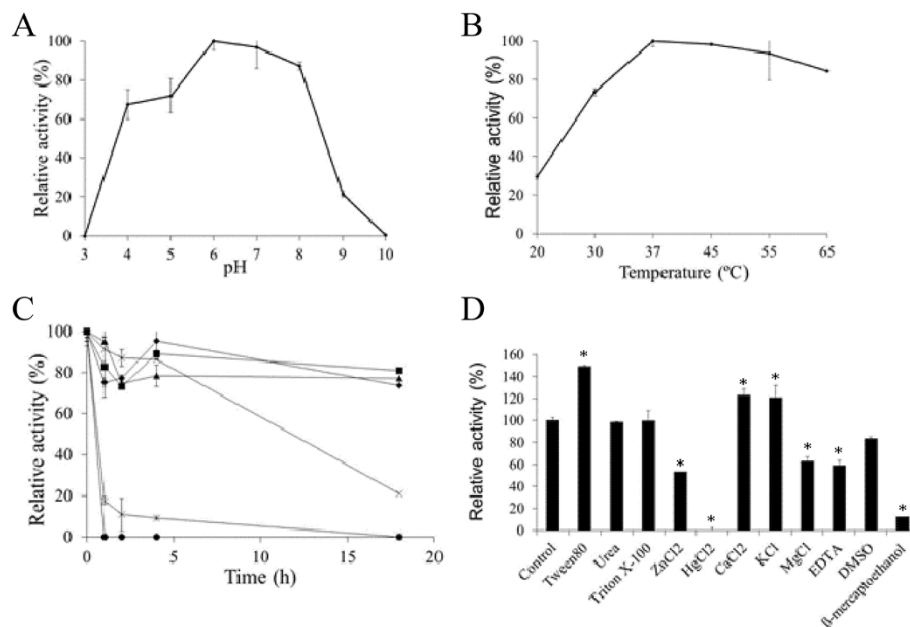 A
Relative activity (%)
100
80
60
40
20
0
3 4 5 6 7 8 9 10
pH
B
Relative activity (%)
100
80
60
40
20
0
20 30 37 45 55 65
Temperature (ºC)
C
Relative activity (%)
100
80
60
40
20
0
0 5 10 15 20
Time (h)
D
Relative activity (%)
160
140
120
100
80
60
40
20
0
* * * * * * * *
Control
Tween80
Urea
Triton X-100
ZnCl2
HgCl2
CaCl2
KCl
MgCl
EDTA
DMSO
ß-mercaptoethanol